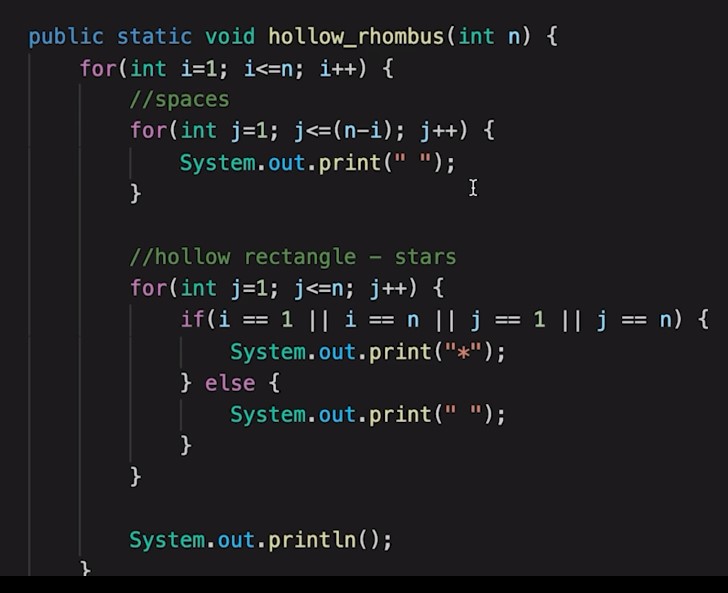 public static void hollow_rhombus(int n) {
for(int i=1; i<=n; i++) {
//spaces
for(int j=1; j<=(n-i); j++) {
System.out.print(" ");
}
//hollow rectangle - stars
for(int j=1; j<=n; j++) {
if(i == 1 || i == n || j == 1 || j == n) {
System.out.print("*");
} else {
System.out.print(" ");
}
}
System.out.println();
}